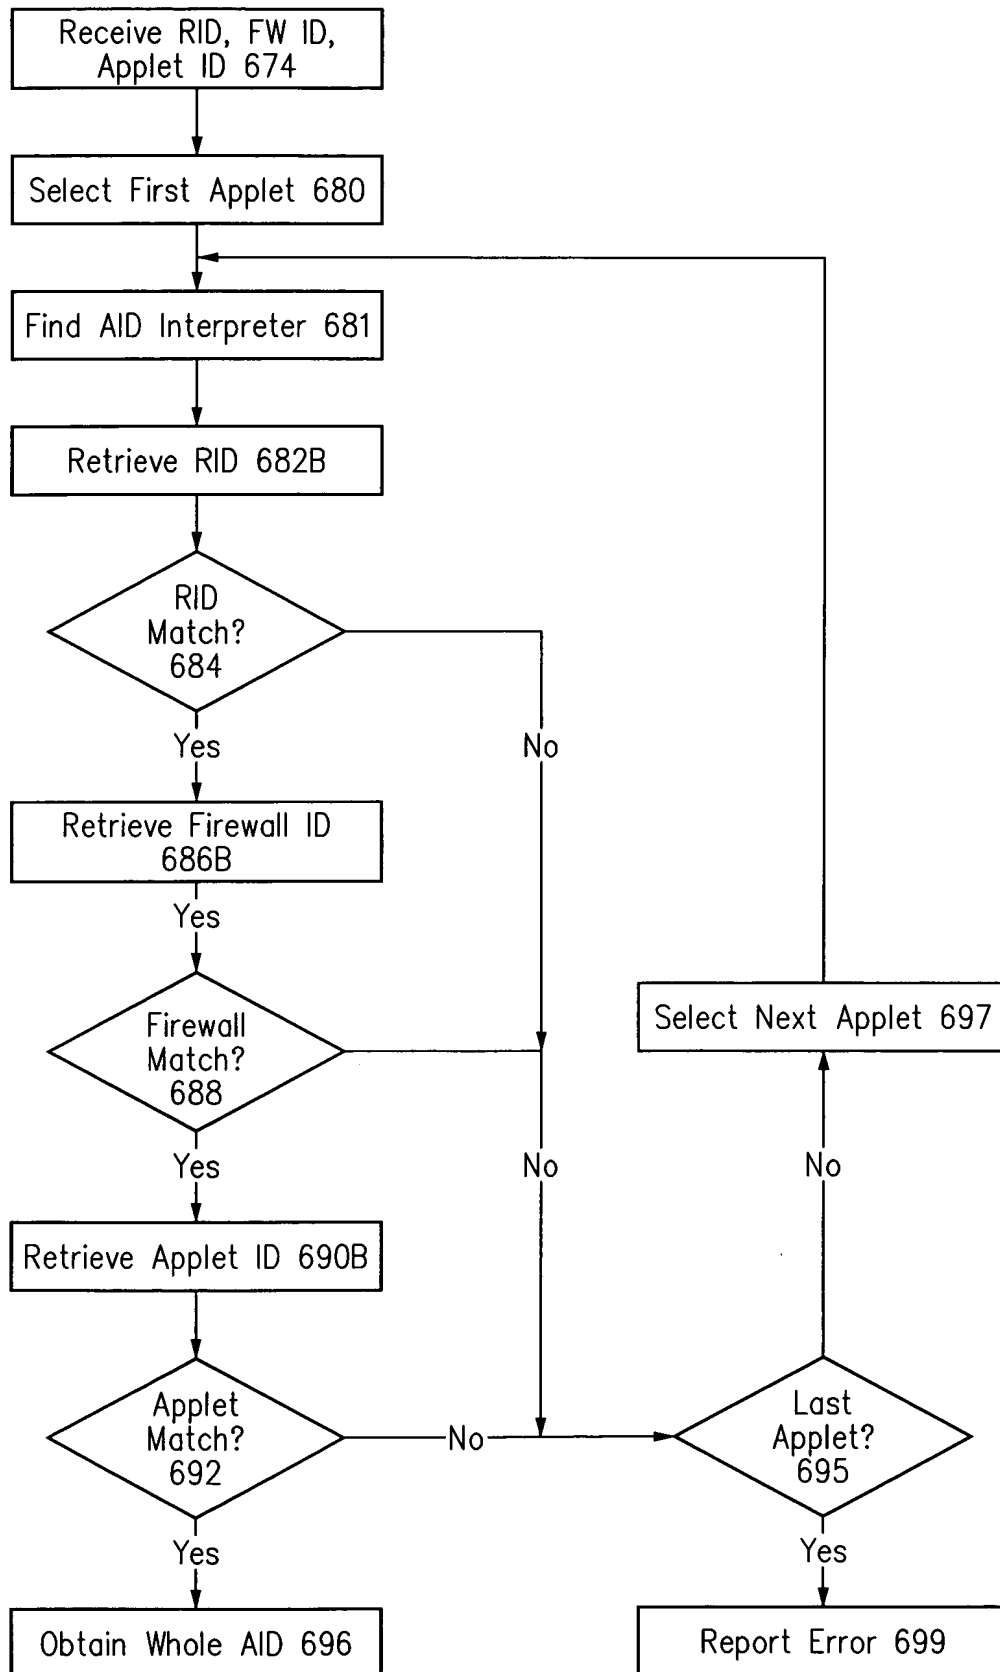 Receive RID, FW ID,
Applet ID 674
Select First Applet 680
Find AID Interpreter 681
Retrieve RID 682B
RID
Match?
684
Yes
No
Retrieve Firewall ID
686B
Yes
Firewall
Match?
688
Yes
No
Retrieve Applet ID 690B
Applet
Match?
692
No
Yes
Obtain Whole AID 696
Select Next Applet 697
No
Last
Applet?
695
Yes
Report Error 699